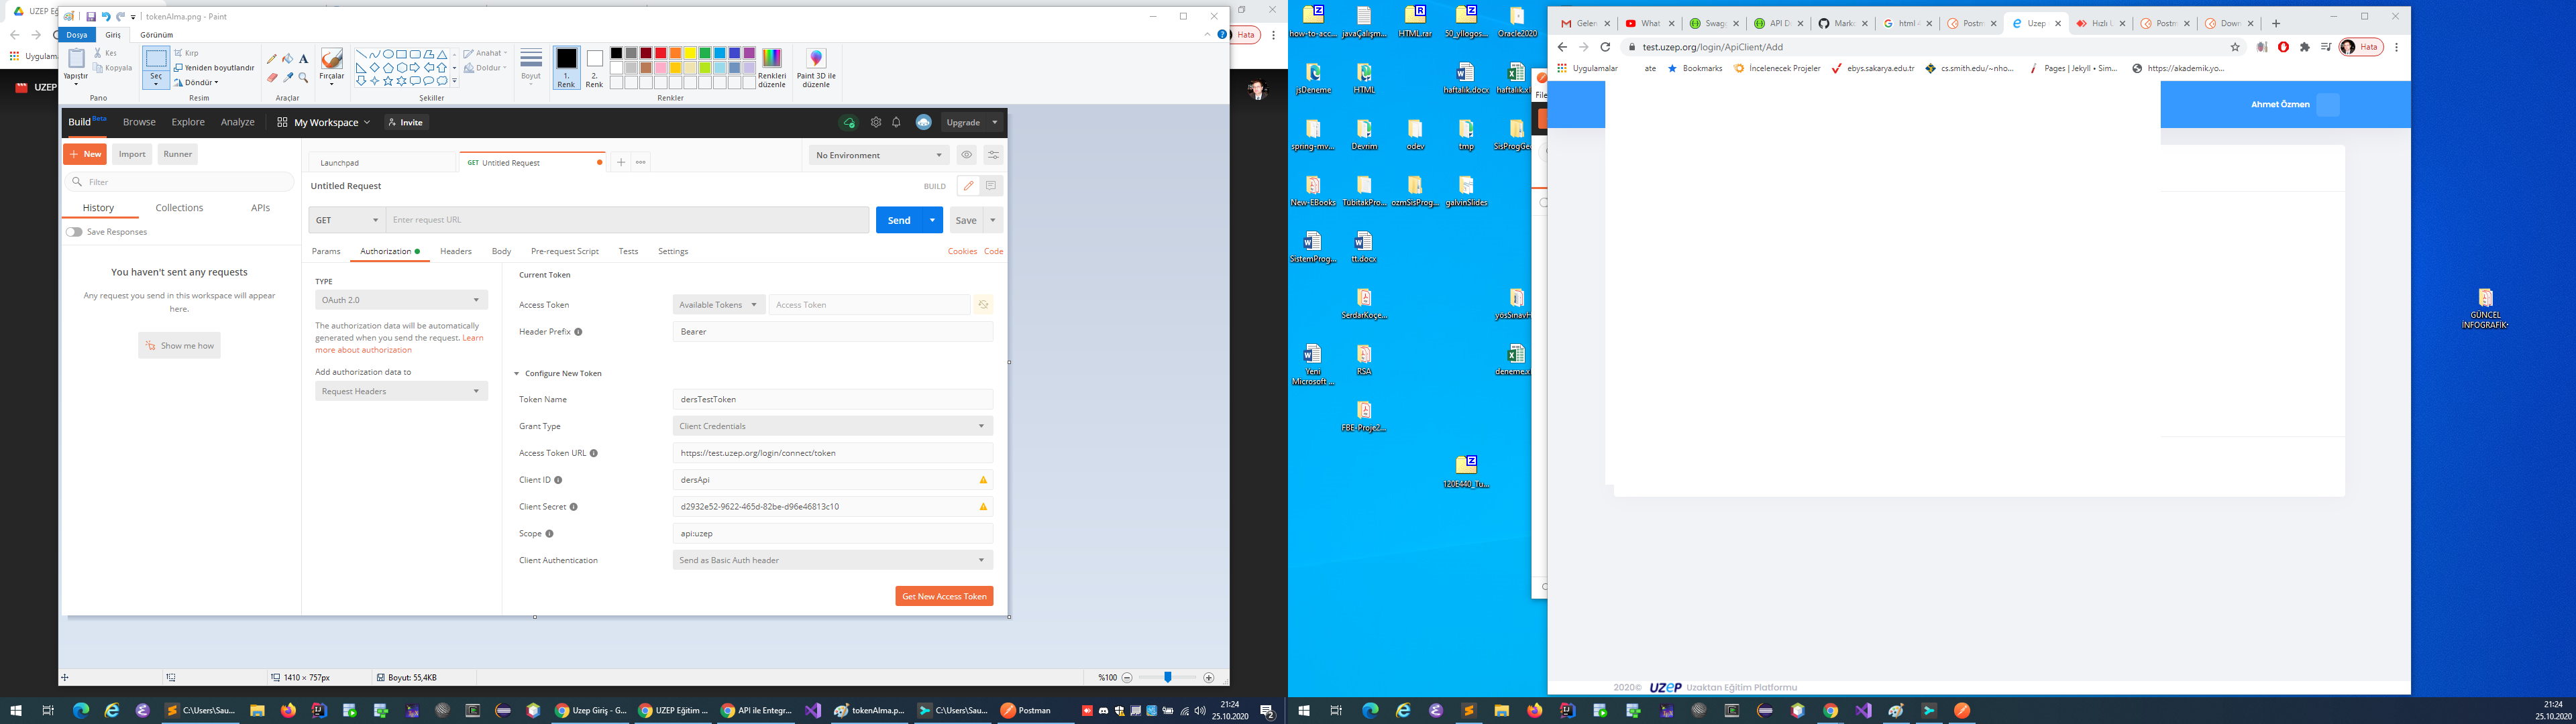 UZEP Eğ
tokenAlma.png - Paint
Dosya
Giriş
Görünüm
Yapıştır
Kes
Kopyala
Pano
Seç
Kırp
Yeniden boyutlandır
Döndür
Resim
Araçlar
Fırçalar
Anahat
Doldur
Şekiller
Boyut
1.
Renk
2.
Renk
Renkleri
düzenle
Renkler
Paint 3D ile
düzenle
Uygulama
Hata
UZEP
Build Beta
Browse
Explore
Analyze
My Workspace
Invite
Upgrade
New
Import
Runner
Launchpad
GET Untitled Request
No Environment
Filter
Untitled Request
BUILD
History
Collections
APIs
GET
Enter request URL
Send
Save
Save Responses
Params
Authorization
Headers
Body
Pre-request Script
Tests
Settings
Cookies
Code
You haven't sent any requests
Any request you send in this workspace will appear
here.
Show me how
TYPE
OAuth 2.0
The authorization data will be automatically
generated when you send the request. Learn
more about authorization
Add authorization data to
Request Headers
Current Token
Access Token
Available Tokens
Access Token
Header Prefix
Bearer
Configure New Token
Token Name
dersTestToken
Grant Type
Client Credentials
Access Token URL
https://test.uzep.org/login/connect/token
Client ID
dersApi
Client Secret
d2932e52-9622-465d-82be-d96e46813c10
Scope
api:uzep
Client Authentication
Send as Basic Auth header
Get New Access Token
1410 × 757px
Boyut: 55,4KB
%100
C:\Users\Sau...
Uzep Giriş - G...
UZEP Eğitim ...
API ile Entegr...
tokenAlma.p...
C:\Users\Sau...
Postman
21:24
25.10.2020
2
how-to-acc...
javaÇalışm...
HTML.rar
50_yıllogos...
Oracle2020
jsDeneme
HTML
haftalık.docx
haftalık.xl
spring-mv...
Devrim
odev
tmp
SisProgGe
New-EBooks
TübitakPro...
ozmSisProg...
galvinSlides
SistemProg...
tt.docx
SerdarKoçe...
yosSınavH
Yeni
Microsoft ...
RSA
deneme.x
FBE-Proje2...
120E440_Tu...
File
Gelen
What
Swag
API D
Marko
html
Postm
Uzep
Hızlı
Postm
Down
test.uzep.org/login/ApiClient/Add
Hata
Uygulamalar
ate
Bookmarks
İncelenecek Projeler
ebys.sakarya.edu.tr
cs.smith.edu/~nho...
Pages | Jekyll • Sim...
https://akademik.yo...
Ahmet Özmen
2020© UZEP Uzaktan Eğitim Platformu
GÜNCEL
İNFOGRAFİK•
21:24
25.10.2020